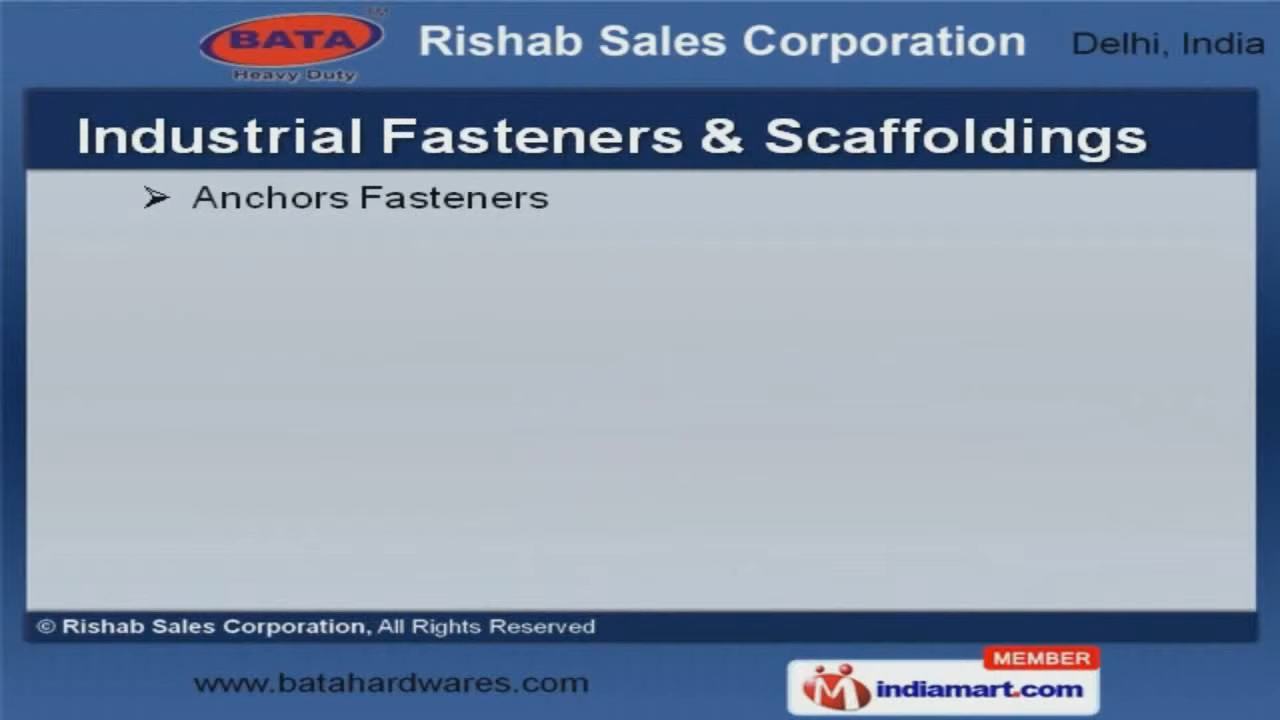 BATA
TM
Heavy Duty
Rishab Sales Corporation
Delhi, India
Industrial Fasteners & Scaffoldings
➢ Anchors Fasteners
© Rishab Sales Corporation, All Rights Reserved
www.batahardwares.com
MEMBER
indiamart.com